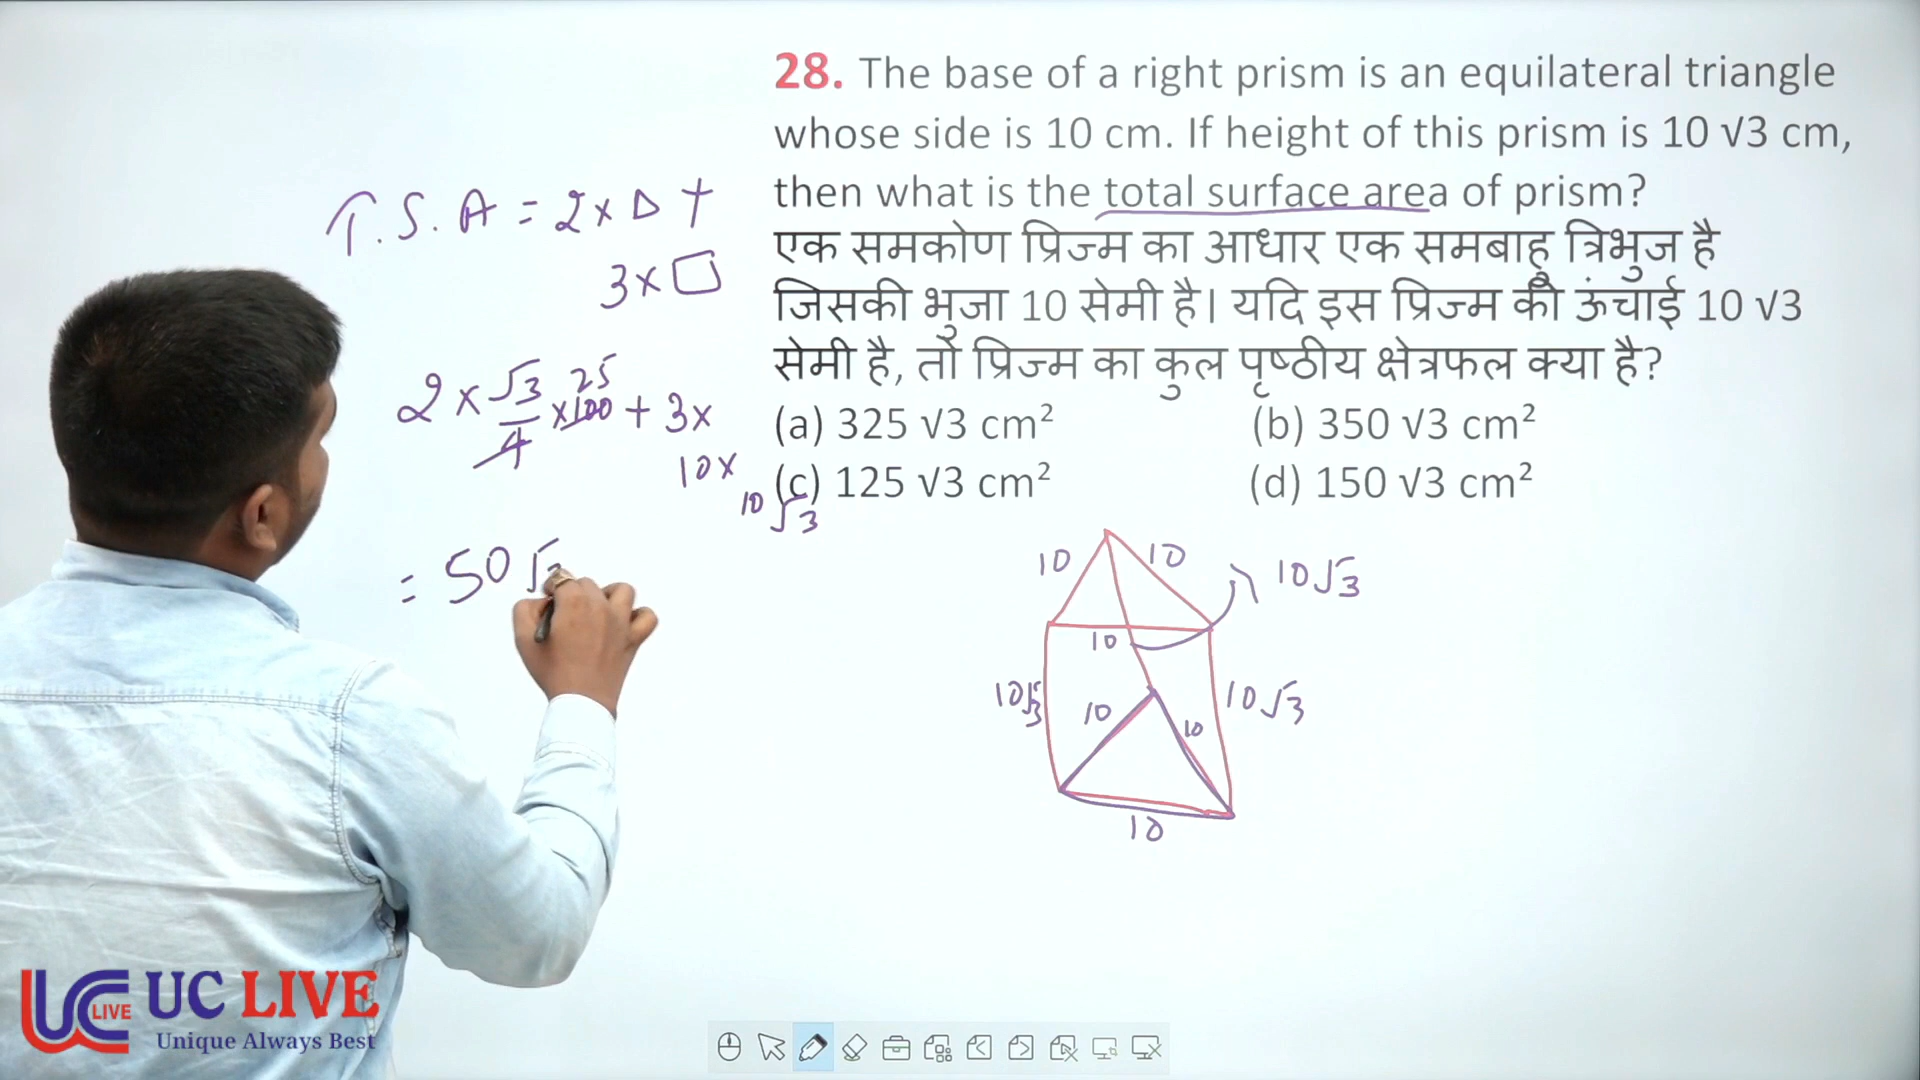 28. The base of a right prism is an equilateral triangle
whose side is 10 cm. If height of this prism is 10 √3 cm,
then what is the total surface area of prism?
एक समकोण प्रिज्म का आधार एक समबाहु त्रिभुज है
जिसकी भुजा 10 सेमी है। यदि इस प्रिज्म की ऊंचाई 10 √3
सेमी है, तो प्रिज्म का कुल पृष्ठीय क्षेत्रफल क्या है?
(a) 325 √3 cm² (b) 350 √3 cm²
(c) 125 √3 cm² (d) 150 √3 cm²
T.S.A = 2 × Δ +
3 × □
2 × √3/4 × 100 + 3 ×
25
10 ×
10 √3
= 50 √3
10 10 10√3
10
10√3 10 10 10√3
10
UC LIVE
LIVE
Unique Always Best